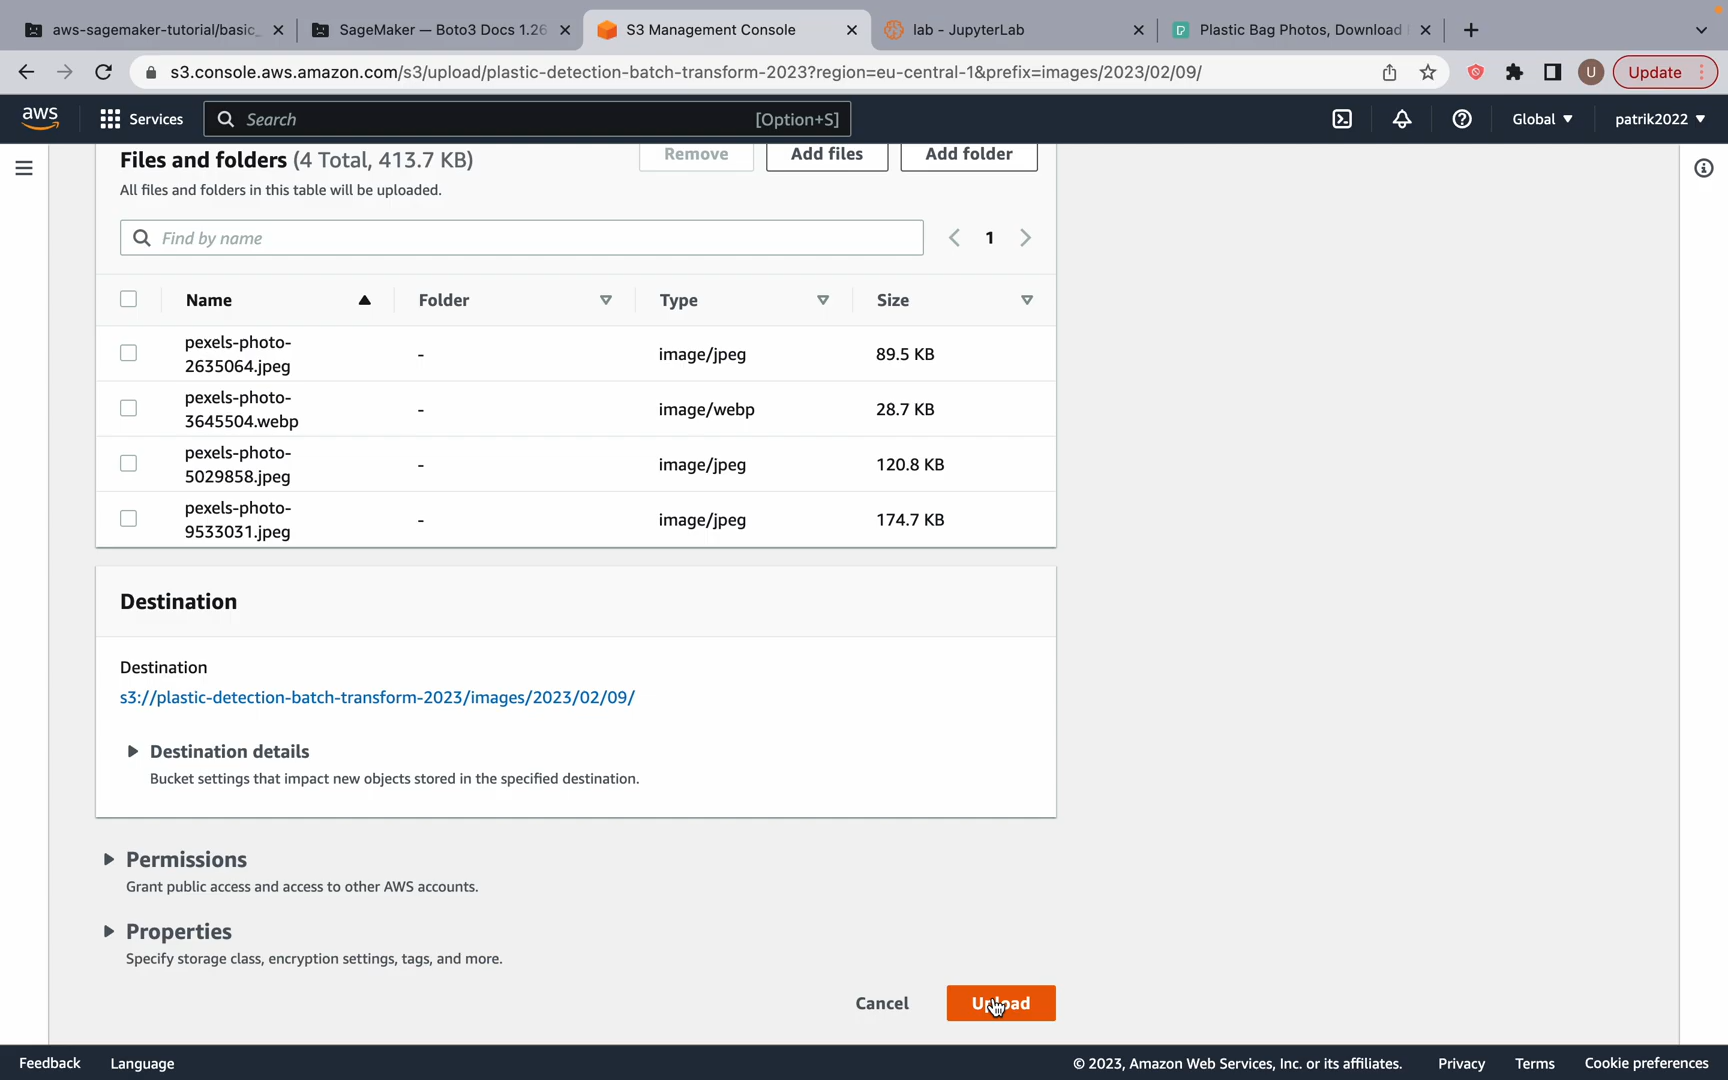 aws-sagemaker-tutorial/basic_
SageMaker — Boto3 Docs 1.26
S3 Management Console
lab - JupyterLab
Plastic Bag Photos, Download
s3.console.aws.amazon.com/s3/upload/plastic-detection-batch-transform-2023?region=eu-central-1&prefix=images/2023/02/09/
U
Update
aws
Services
Search
[Option+S]
Global
patrik2022
Files and folders (4 Total, 413.7 KB)
Remove
Add files
Add folder
All files and folders in this table will be uploaded.
Find by name
1
Name
Folder
Type
Size
pexels-photo-
2635064.jpeg
-
image/jpeg
89.5 KB
pexels-photo-
3645504.webp
-
image/webp
28.7 KB
pexels-photo-
5029858.jpeg
-
image/jpeg
120.8 KB
pexels-photo-
9533031.jpeg
-
image/jpeg
174.7 KB
Destination
Destination
s3://plastic-detection-batch-transform-2023/images/2023/02/09/
Destination details
Bucket settings that impact new objects stored in the specified destination.
Permissions
Grant public access and access to other AWS accounts.
Properties
Specify storage class, encryption settings, tags, and more.
Cancel
Upload
Feedback
Language
© 2023, Amazon Web Services, Inc. or its affiliates.
Privacy
Terms
Cookie preferences